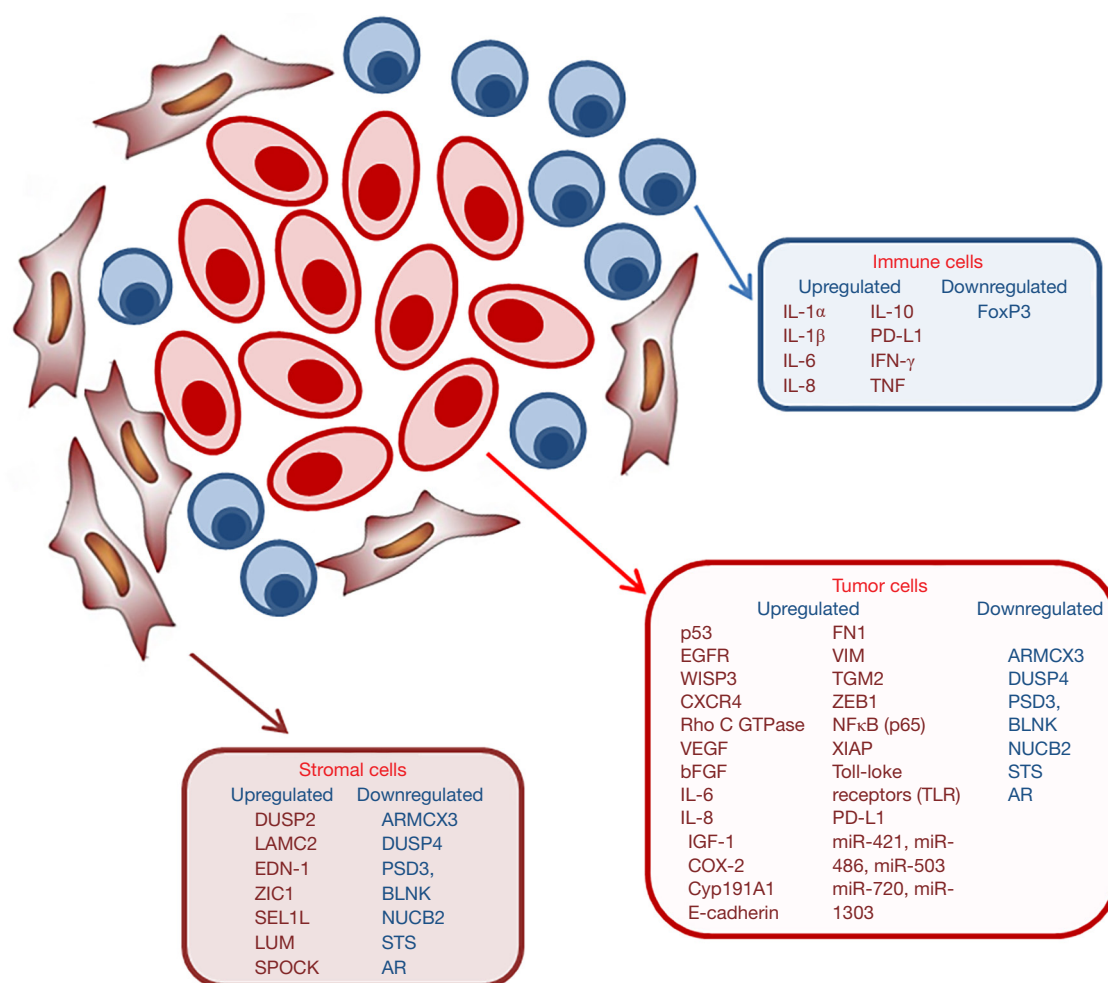 Immune cells
Upregulated Downregulated
IL-1α IL-10 FoxP3
IL-1β PD-L1
IL-6 IFN-γ
IL-8 TNF
Tumor cells
Upregulated Downregulated
p53 FN1
EGFR VIM ARMCX3
WISP3 TGM2 DUSP4
CXCR4 ZEB1 PSD3,
Rho C GTPase NFκB (p65) BLNK
VEGF XIAP NUCB2
bFGF Toll-loke STS
IL-6 receptors (TLR) AR
IL-8 PD-L1
IGF-1 miR-421, miR-
COX-2 486, miR-503
Cyp191A1 miR-720, miR-
E-cadherin 1303
Stromal cells
Upregulated Downregulated
DUSP2 ARMCX3
LAMC2 DUSP4
EDN-1 PSD3,
ZIC1 BLNK
SEL1L NUCB2
LUM STS
SPOCK AR